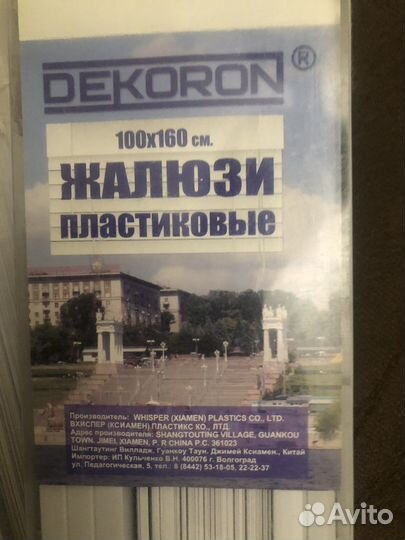 DEKORON ®
100x160 см.
ЖАЛЮЗИ
ПЛАСТИКОВЫЕ
Производитель: WHISPER (XIAMEN) PLASTICS CO., LTD.
ВХИСПЕР (КСИАМЕН) ПЛАСТИКС КО., ЛТД.
Адрес производителя: SHANGTOUTING VILLAGE, GUANKOU
TOWN, JIMEI, XIAMEN, P. R CHINA P.C. 361023
Шангтаутинг Вилладж, Гуанкоу Таун, Джимей Ксиамен., Китай
Импортер: ИП Кульченко В.Н. 400076 г. Волгоград
ул. Педагогическая, 5, тел.: 8 (8442) 53-18-05, 22-22-37
Avito